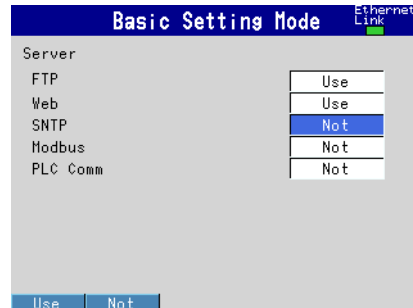 Basic Setting Mode
Ethernet
Link
Server
FTP Use
Web Use
SNTP Not
Modbus Not
PLC Comm Not
Use Not